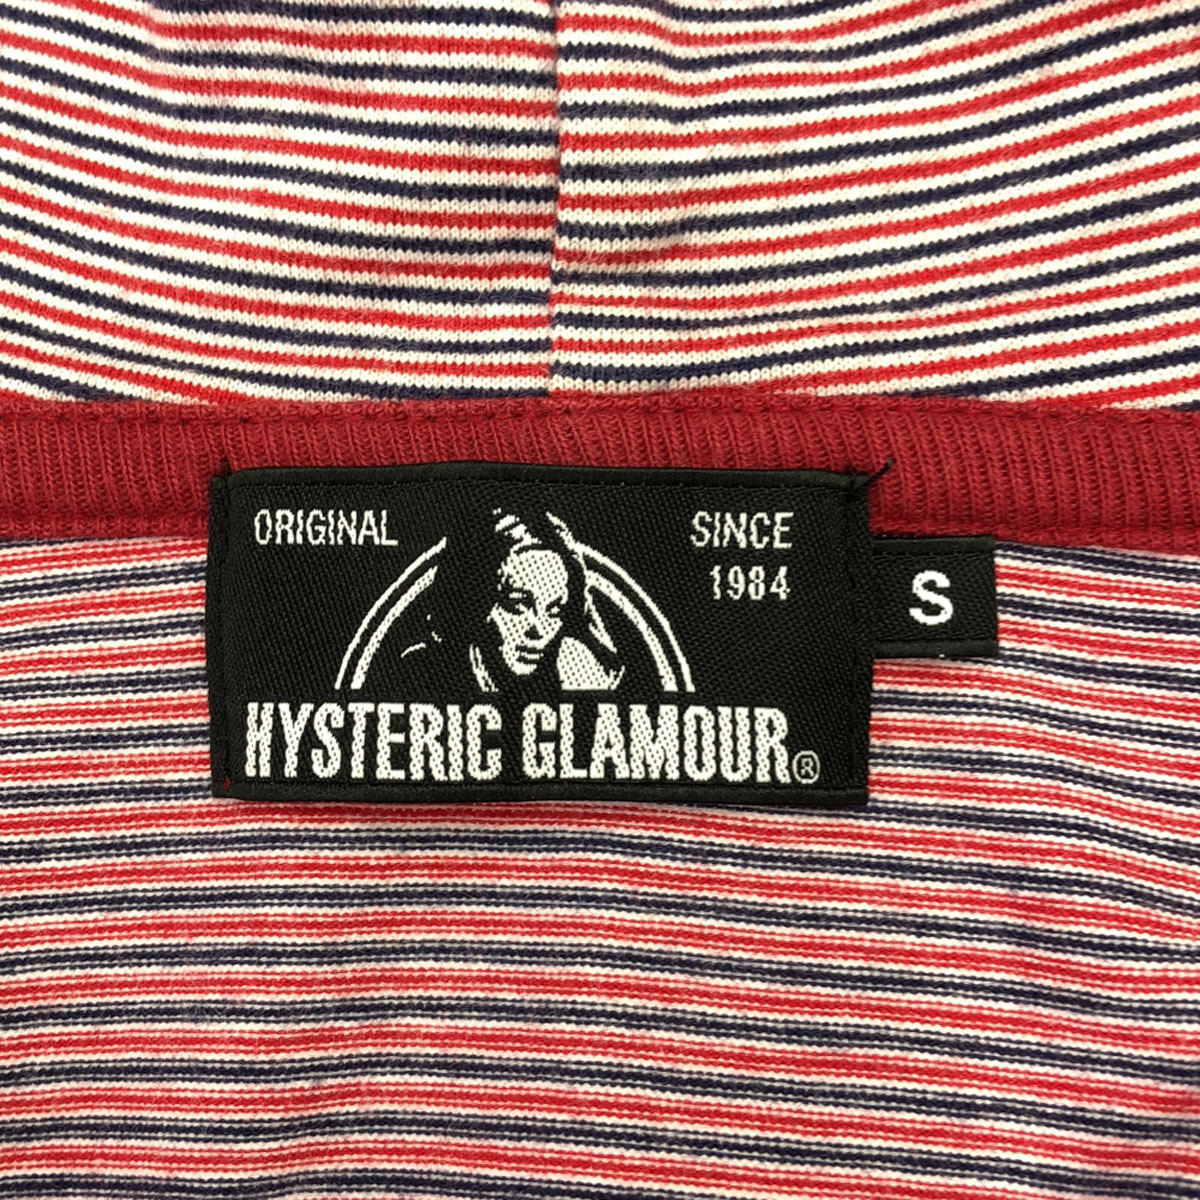 ORIGINAL
SINCE
1984
HYSTERIC GLAMOUR®
S